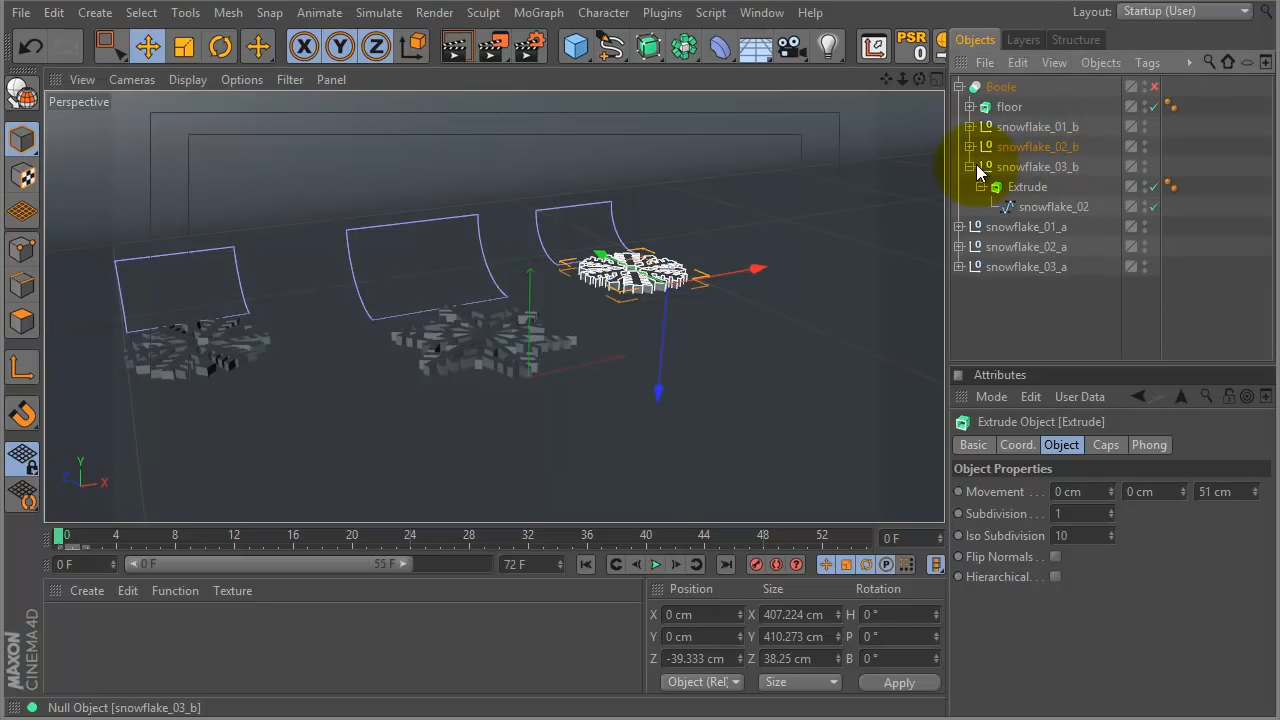 File Edit Create Select Tools Mesh Snap Animate Simulate Render Sculpt MoGraph Character Plugins Script Window Help Layout: Startup (User)
X Y Z PSR 0
Objects Layers Structure
File Edit View Objects Tags
View Cameras Display Options Filter Panel
Perspective
Boole
floor
snowflake_01_b
snowflake_02_b
snowflake_03_b
Extrude
snowflake_02
snowflake_01_a
snowflake_02_a
snowflake_03_a
Attributes
Mode Edit User Data
Extrude Object [Extrude]
Basic Coord. Object Caps Phong
Object Properties
Movement . . . 0 cm 0 cm 51 cm
Subdivision . . 1
Iso Subdivision 10
Flip Normals . .
Hierarchical. . .
Y
Z X
0 4 8 12 16 20 24 28 32 36 40 44 48 52 0 F
0 F 0 F 55 F 72 F
Create Edit Function Texture
Position Size Rotation
X 0 cm X 407.224 cm H 0 °
Y 0 cm Y 410.273 cm P 0 °
Z -39.333 cm Z 38.25 cm B 0 °
Object (Rel) Size Apply
MAXON
CINEMA 4D
Null Object [snowflake_03_b]